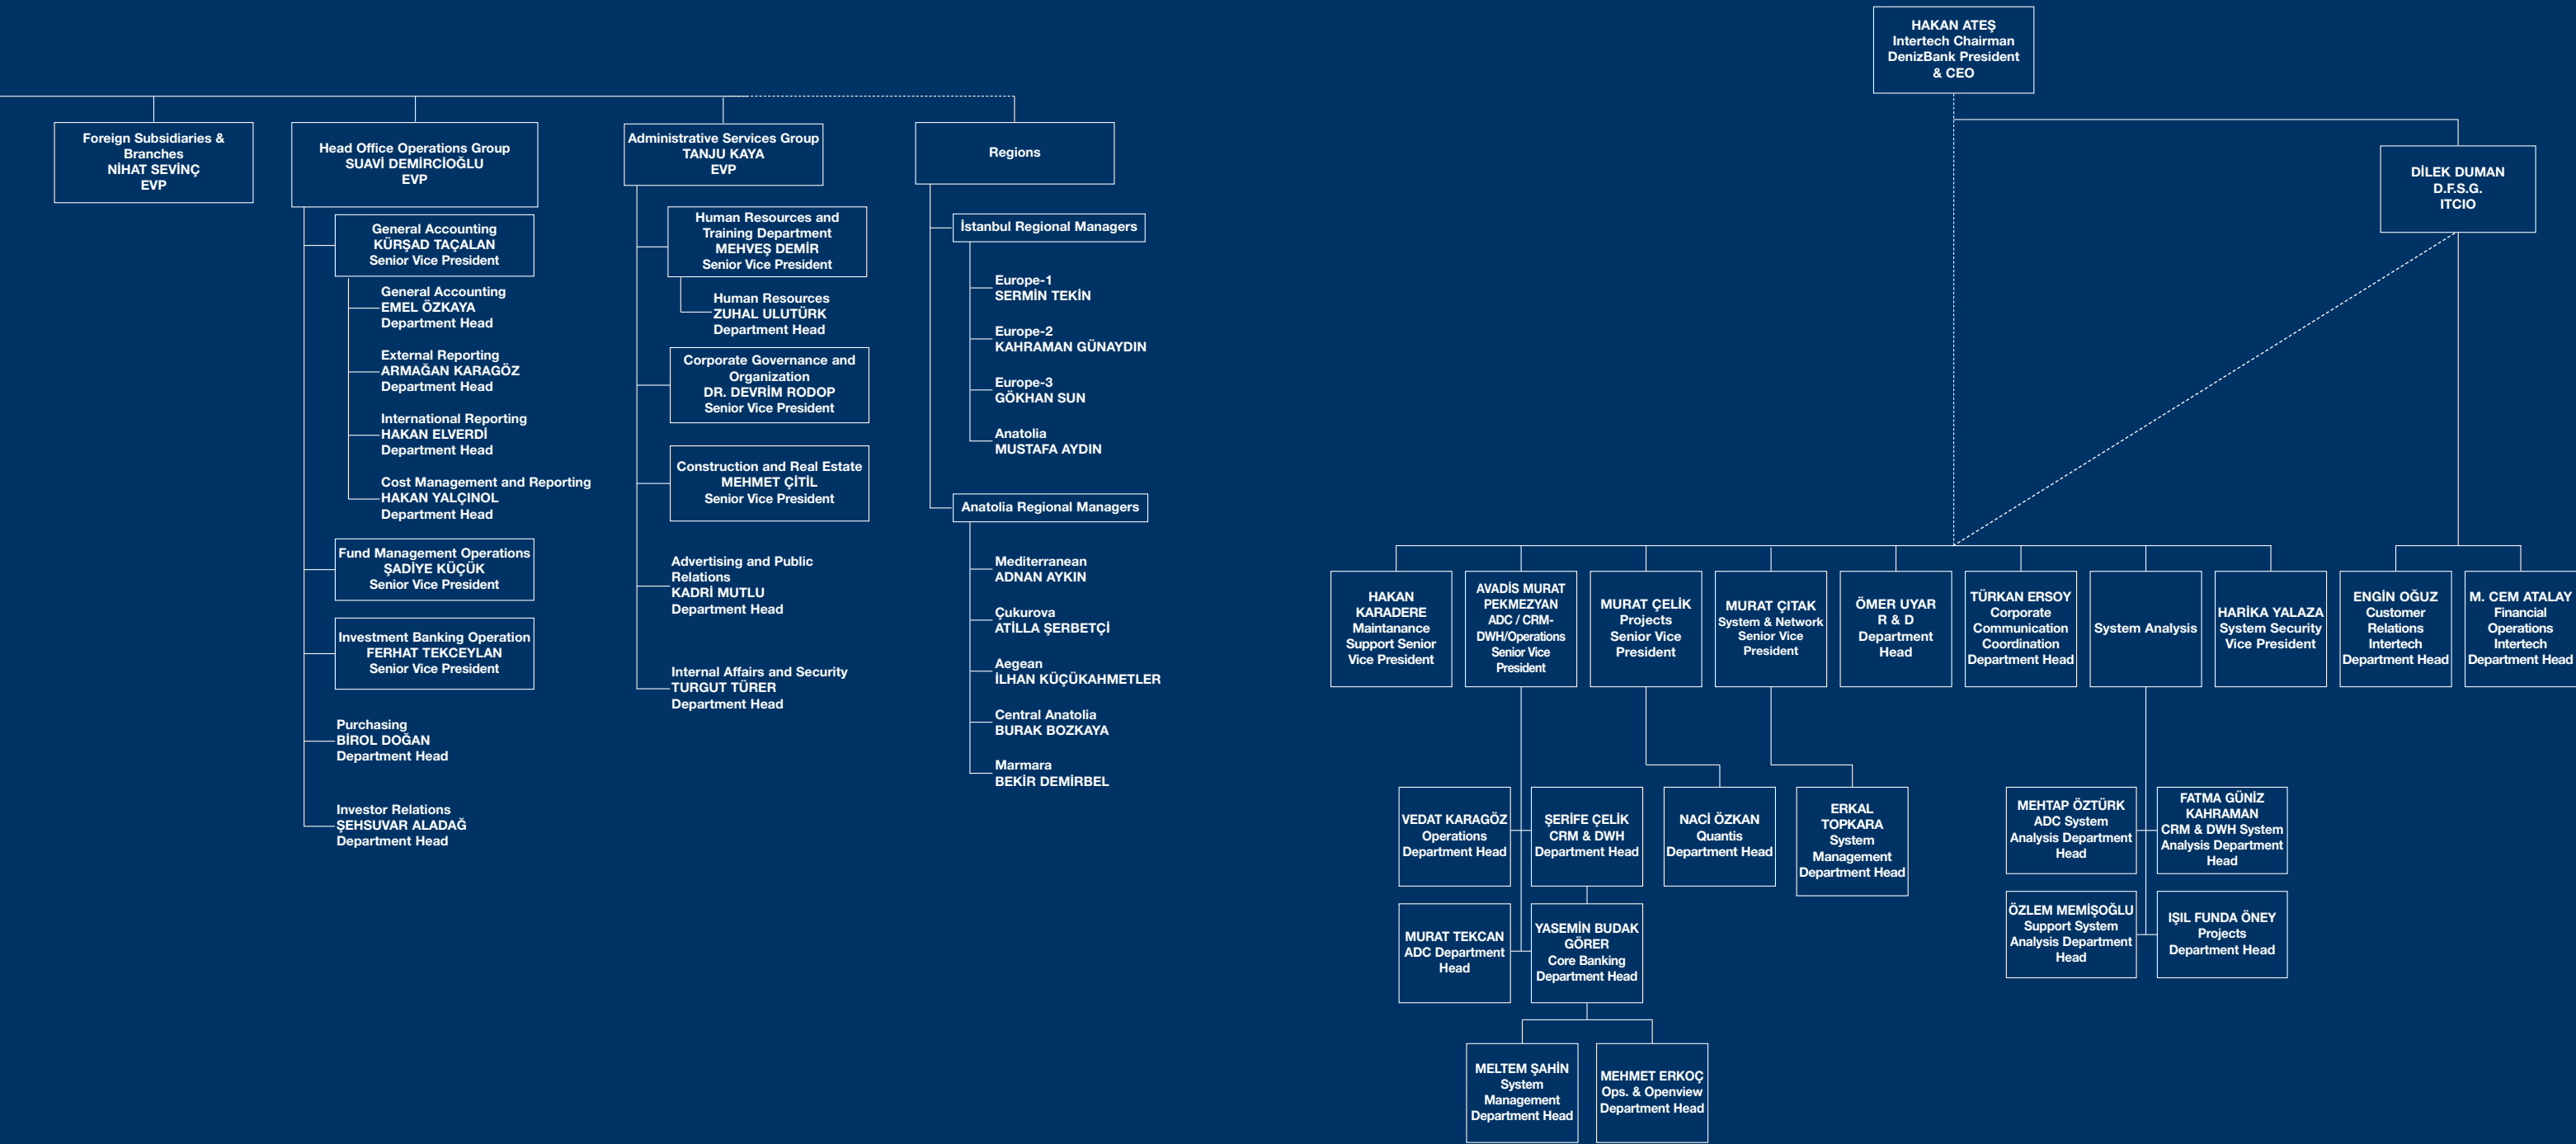 HAKAN ATEŞ
Intertech Chairman
DenizBank President
& CEO
Foreign Subsidiaries &
Branches
NİHAT SEVİNÇ
EVP
Head Office Operations Group
SUAVİ DEMİRCİOĞLU
EVP
General Accounting
KÜRŞAD TAÇALAN
Senior Vice President
General Accounting
EMEL ÖZKAYA
Department Head
External Reporting
ARMAĞAN KARAGÖZ
Department Head
International Reporting
HAKAN ELVERDİ
Department Head
Cost Management and Reporting
HAKAN YALÇINOL
Department Head
Fund Management Operations
ŞADİYE KÜÇÜK
Senior Vice President
Investment Banking Operation
FERHAT TEKCEYLAN
Senior Vice President
Purchasing
BİROL DOĞAN
Department Head
Investor Relations
ŞEHSUVAR ALADAĞ
Department Head
Administrative Services Group
TANJU KAYA
EVP
Human Resources and
Training Department
MEHVEŞ DEMİR
Senior Vice President
Human Resources
ZUHAL ULUTÜRK
Department Head
Corporate Governance and
Organization
DR. DEVRİM RODOP
Senior Vice President
Construction and Real Estate
MEHMET ÇİTİL
Senior Vice President
Advertising and Public
Relations
KADRİ MUTLU
Department Head
Internal Affairs and Security
TURGUT TÜRER
Department Head
Regions
İstanbul Regional Managers
Europe-1
SERMİN TEKİN
Europe-2
KAHRAMAN GÜNAYDIN
Europe-3
GÖKHAN SUN
Anatolia
MUSTAFA AYDIN
Anatolia Regional Managers
Mediterranean
ADNAN AYKIN
Çukurova
ATİLLA ŞERBETÇİ
Aegean
İLHAN KÜÇÜKAHMETLER
Central Anatolia
BURAK BOZKAYA
Marmara
BEKİR DEMİRBEL
DİLEK DUMAN
D.F.S.G.
ITCIO
HAKAN
KARADERE
Maintanance
Support Senior
Vice President
AVADİS MURAT
PEKMEZYAN
ADC / CRM-
DWH/Operations
Senior Vice
President
MURAT ÇELİK
Projects
Senior Vice
President
MURAT ÇITAK
System & Network
Senior Vice
President
ÖMER UYAR
R & D
Department
Head
TÜRKAN ERSOY
Corporate
Communication
Coordination
Department Head
System Analysis
HARİKA YALAZA
System Security
Vice President
ENGİN OĞUZ
Customer
Relations
Intertech
Department Head
M. CEM ATALAY
Financial
Operations
Intertech
Department Head
VEDAT KARAGÖZ
Operations
Department Head
ŞERİFE ÇELİK
CRM & DWH
Department Head
NACİ ÖZKAN
Quantis
Department Head
ERKAL
TOPKARA
System
Management
Department Head
MEHTAP ÖZTÜRK
ADC System
Analysis Department
Head
FATMA GÜNİZ
KAHRAMAN
CRM & DWH System
Analysis Department
Head
MURAT TEKCAN
ADC Department
Head
YASEMİN BUDAK
GÖRER
Core Banking
Department Head
ÖZLEM MEMİŞOĞLU
Support System
Analysis Department
Head
IŞIL FUNDA ÖNEY
Projects
Department Head
MELTEM ŞAHİN
System
Management
Department Head
MEHMET ERKOÇ
Ops. & Openview
Department Head